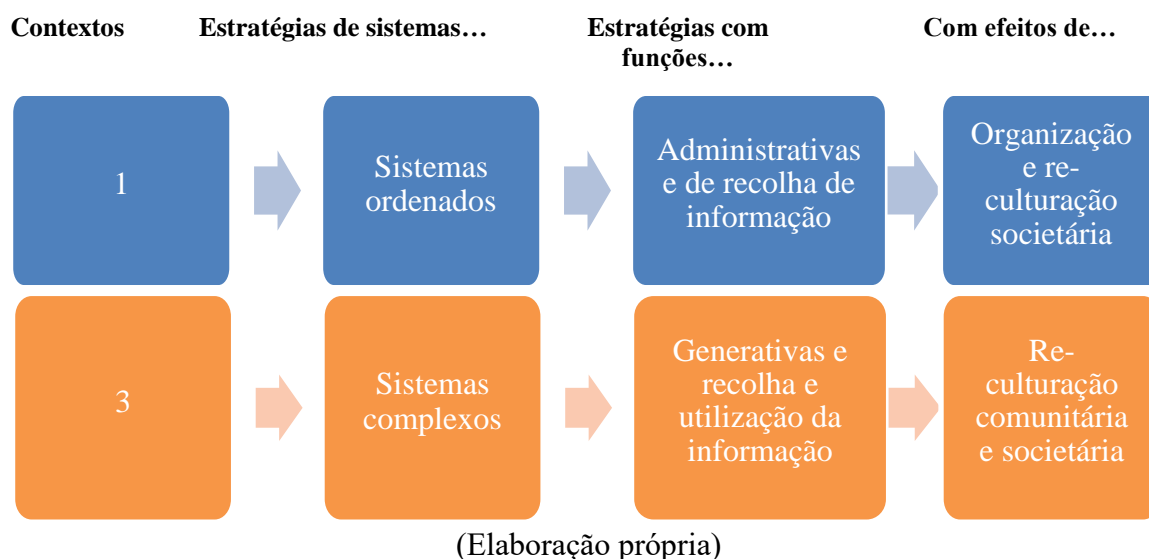 Contextos
Estratégias de sistemas…
Estratégias com
funções…
Com efeitos de…
1
Sistemas
ordenados
Administrativas
e de recolha de
informação
Organização
e re-
culturação
societária
3
Sistemas
complexos
Generativas e
recolha e
utilização da
informação
Re-
culturação
comunitária
e societária
(Elaboração própria)